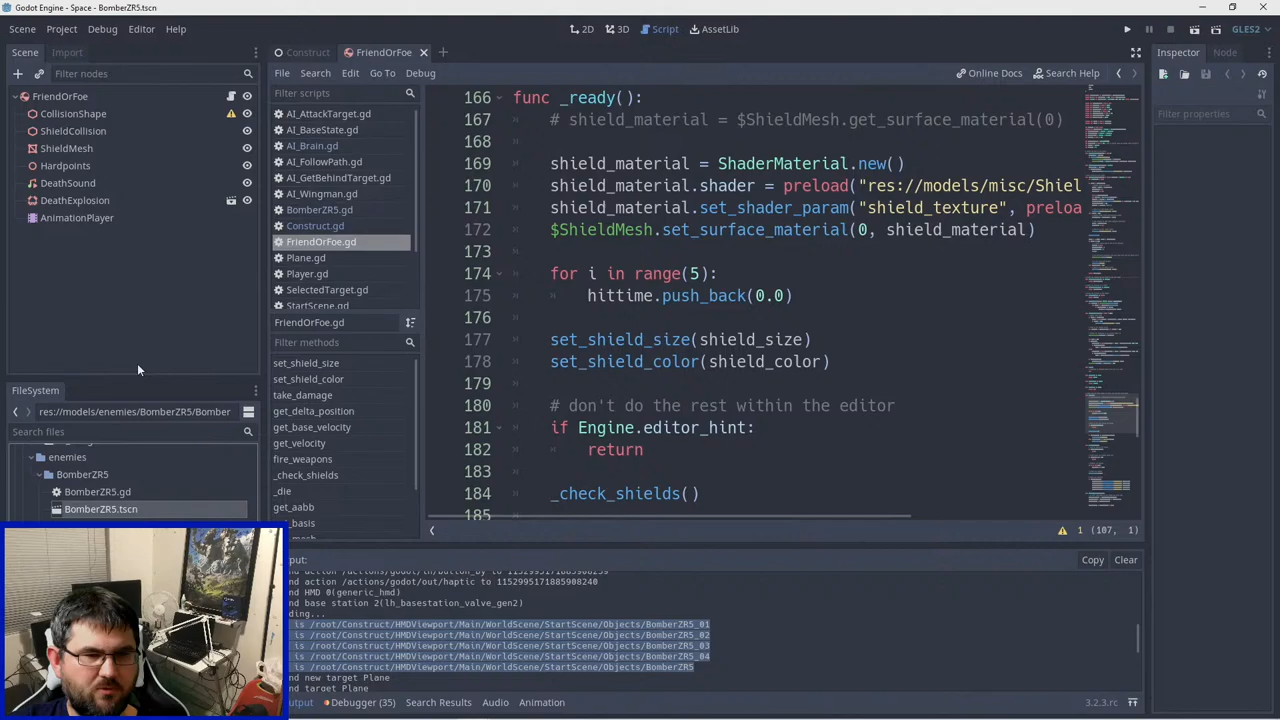 Godot Engine - Space - BomberZR5.tscn
Scene Project Debug Editor Help
2D 3D Script AssetLib
GLES2
Scene Import
Filter nodes
FriendOrFoe
CollisionShape
ShieldCollision
ShieldMesh
Hardpoints
DeathSound
DeathExplosion
AnimationPlayer
FileSystem
res://models/enemies/BomberZR5/Bomber
Search files
enemies
BomberZR5
BomberZR5.gd
BomberZR5.tscn
Construct FriendOrFoe
File Search Edit Go To Debug
Online Docs Search Help
Filter scripts
AI_AttackTarget.gd
AI_BaseState.gd
AI_Brain.gd
AI_FollowPath.gd
AI_GetBehindTarget.gd
AI_Wingman.gd
BomberZR5.gd
Construct.gd
FriendOrFoe.gd
Plane.gd
Player.gd
SelectedTarget.gd
StartScene.gd
FriendOrFoe.gd
Filter methods
set_shield_size
set_shield_color
take_damage
get_delta_position
get_base_velocity
get_velocity
fire_weapons
_check_shields
_die
get_aabb
166 func _ready():
167 # shield_material = $ShieldMesh.get_surface_material(0)
168
169 shield_material = ShaderMaterial.new()
170 shield_material.shader = preload("res://models/misc/Shiel
171 shield_material.set_shader_param("shield_texture", preloa
172 $ShieldMesh.set_surface_material(0, shield_material)
173
174 for i in range(5):
175 hittime.push_back(0.0)
176
177 set_shield_size(shield_size)
178 set_shield_color(shield_color)
179
180 # don't do the rest within the editor
181 if Engine.editor_hint:
182 return
183
184 _check_shields()
185
1 (107, 1)
Copy Clear
nd action /actions/godot/out/haptic to 1152995171885908240
nd HMD 0(generic_hmd)
nd base station 2(lh_basestation_valve_gen2)
ding...
is /root/Construct/HMDViewport/Main/WorldScene/StartScene/Objects/BomberZR5_01
is /root/Construct/HMDViewport/Main/WorldScene/StartScene/Objects/BomberZR5_02
is /root/Construct/HMDViewport/Main/WorldScene/StartScene/Objects/BomberZR5_03
is /root/Construct/HMDViewport/Main/WorldScene/StartScene/Objects/BomberZR5_04
is /root/Construct/HMDViewport/Main/WorldScene/StartScene/Objects/BomberZR5
nd new target Plane
nd target Plane
utput Debugger (35) Search Results Audio Animation
3.2.3.rc
Inspector Node
Filter properties